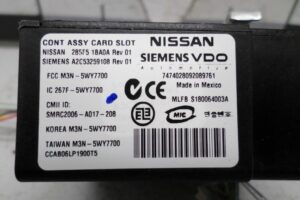 CONT ASSY CARD SLOT
NISSAN 285F5 1BA0A Rev 01
SIEMENS A2C53259108 Rev 01
FCC M3N - 5WY7700
IC 267F - 5WY7700
CMII ID:
SMRC2006 - A017 - 208
KOREA M3N - 5WY7700
TAIWAN M3N - 5WY7700
CCAB06LP1900T5
NISSAN
SIEMENS VDO
Automotive
7474028092089761
Made in Mexico
MLFB S180064003A
CE
MIC